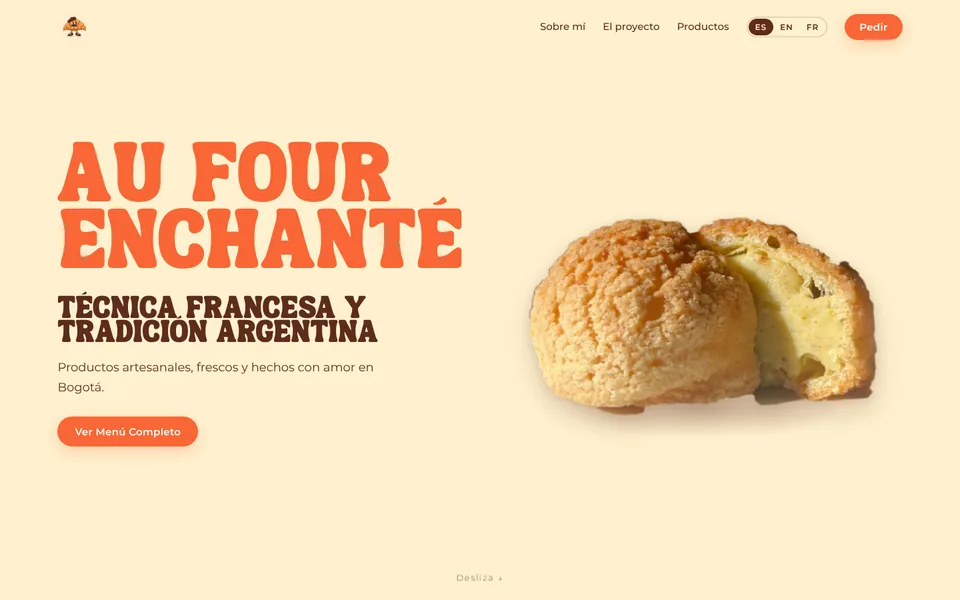 Sobre mí
El proyecto
Productos
ES
EN
FR
Pedir
AU FOUR
ENCHANTÉ
TÉCNICA FRANCESA Y
TRADICIÓN ARGENTINA
Productos artesanales, frescos y hechos con amor en
Bogotá.
Ver Menú Completo
Desliza ↓